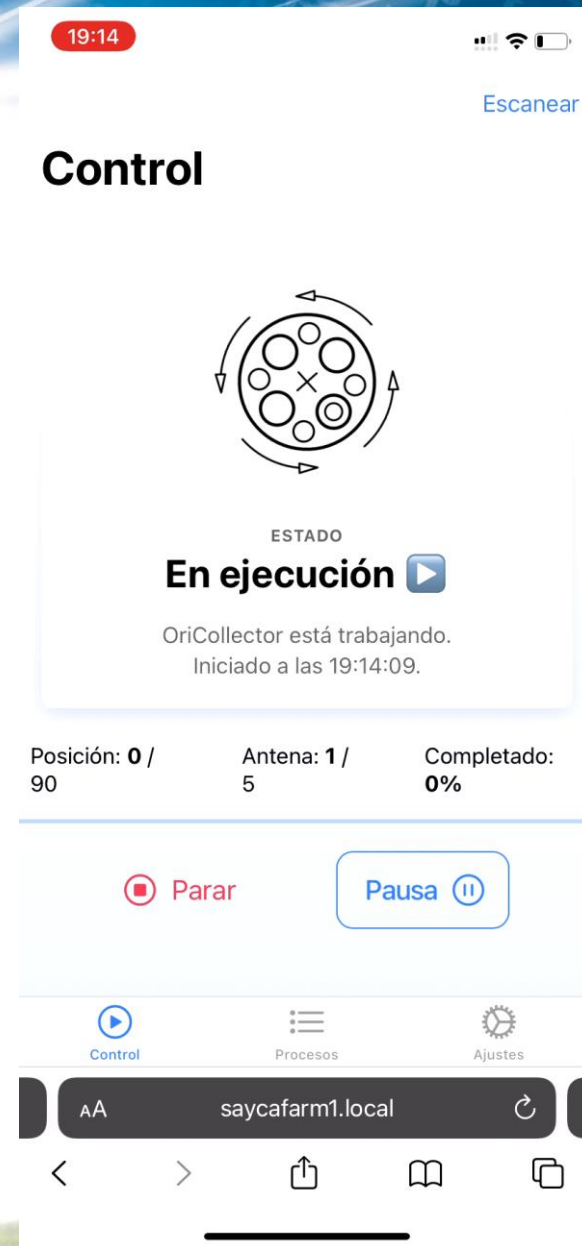 19:14
Escanear
Control
ESTADO
En ejecución ▶️
OriCollector está trabajando.
Iniciado a las 19:14:09.
Posición: 0 /
90
Antena: 1 /
5
Completado:
0%
Parar
Pausa
Control
Procesos
Ajustes
AA
saycafarm1.local